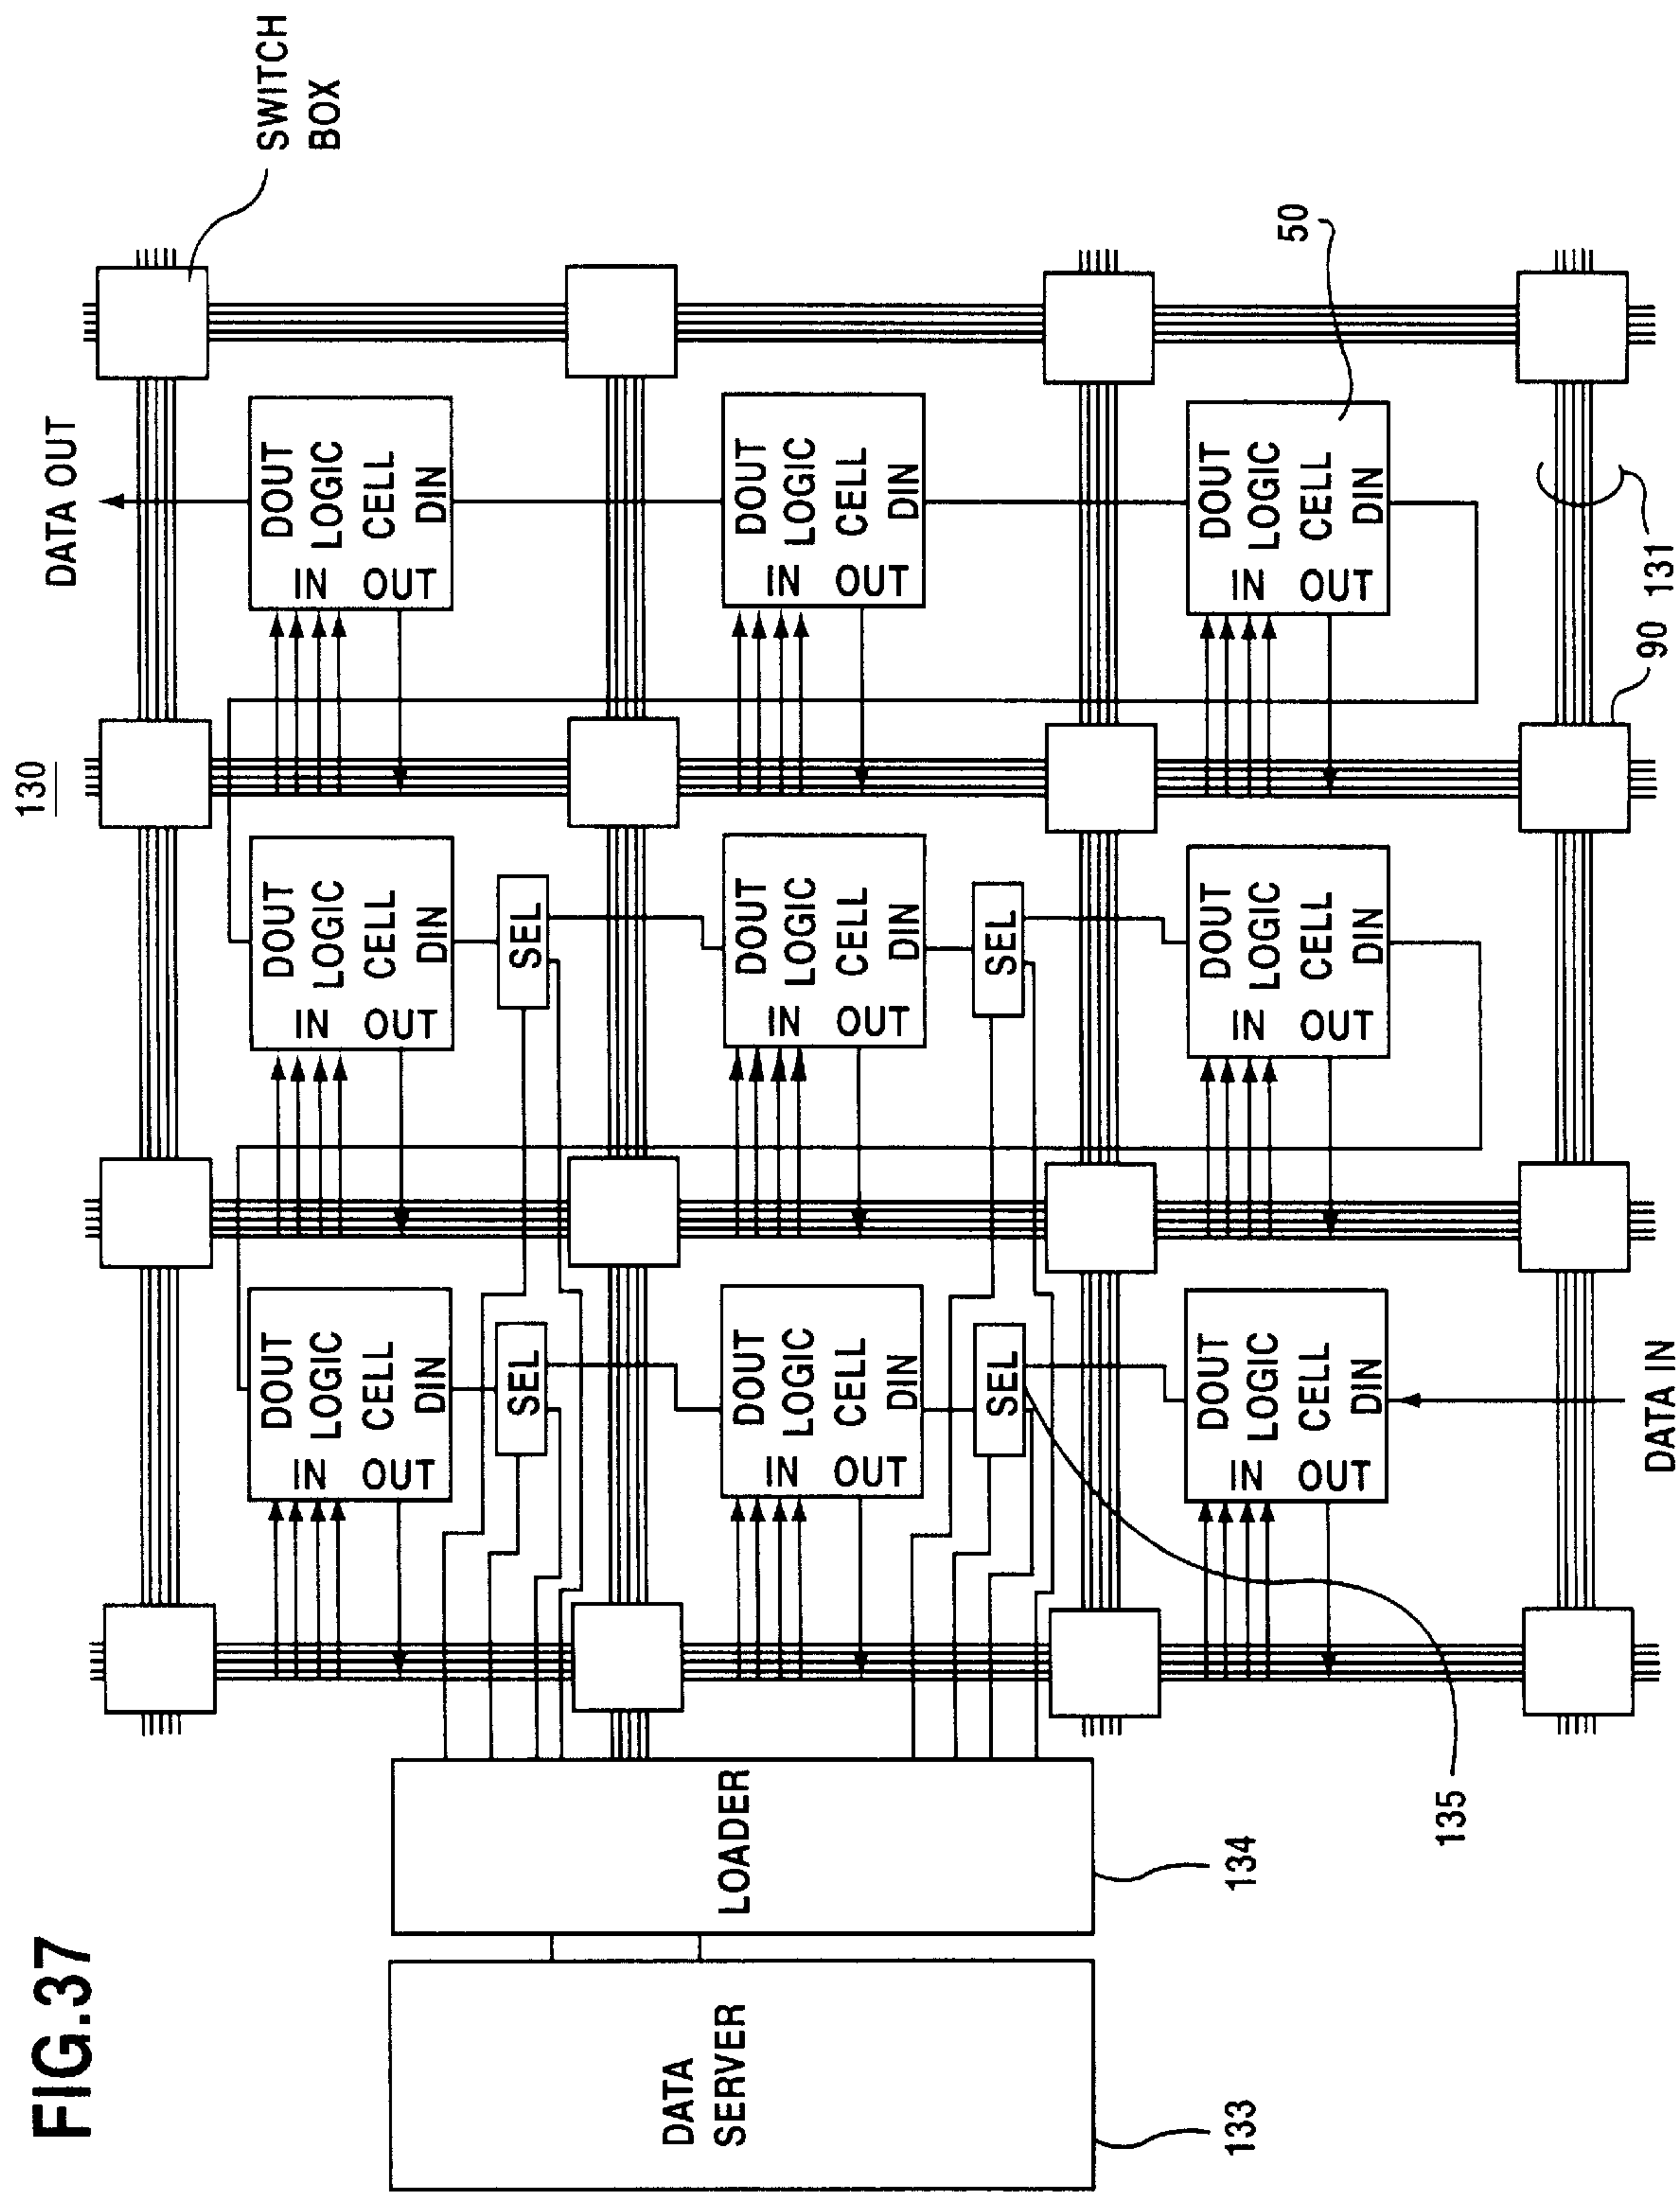 FIG.37
130
DATA OUT
SWITCH
BOX
DOUT
LOGIC
IN
CELL
OUT
DIN
DOUT
LOGIC
IN
CELL
OUT
DIN
DOUT
LOGIC
IN
CELL
OUT
DIN
SEL
SEL
DATA
SERVER
LOADER
DOUT
LOGIC
IN
CELL
OUT
DIN
DOUT
LOGIC
IN
CELL
OUT
DIN
DOUT
LOGIC
IN
CELL
OUT
DIN
SEL
SEL
DOUT
LOGIC
IN
CELL
OUT
DIN
DOUT
LOGIC
IN
CELL
OUT
DIN
DOUT
LOGIC
IN
CELL
OUT
DIN
50
133
134
135
DATA IN
90
131